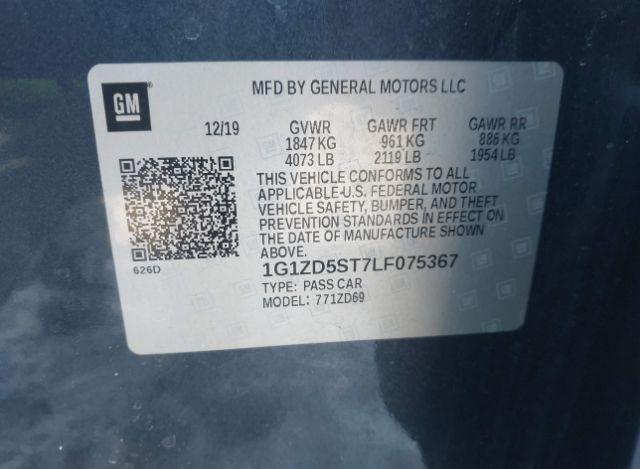 GM
MFD BY GENERAL MOTORS LLC
12/19 GVWR GAWR FRT GAWR RR
1847 KG 961 KG 886 KG
4073 LB 2119 LB 1954 LB
THIS VEHICLE CONFORMS TO ALL
APPLICABLE U.S. FEDERAL MOTOR
VEHICLE SAFETY, BUMPER, AND THEFT
PREVENTION STANDARDS IN EFFECT ON
THE DATE OF MANUFACTURE SHOWN
ABOVE.
626D
1G1ZD5ST7LF075367
TYPE: PASS CAR
MODEL: 771ZD69